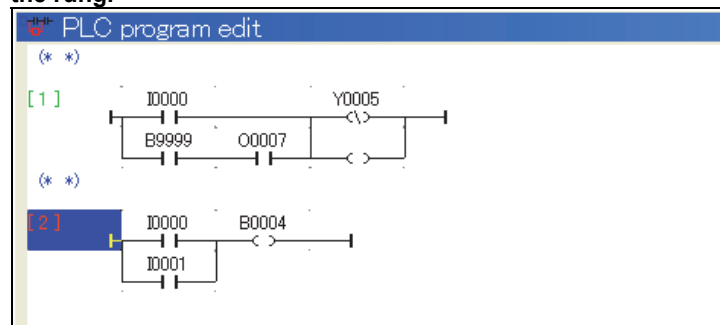 the rung.
PLC program edit
(* *)
[1] I0000 Y0005
B9999 O0007
(* *)
[2] I0000 B0004
I0001